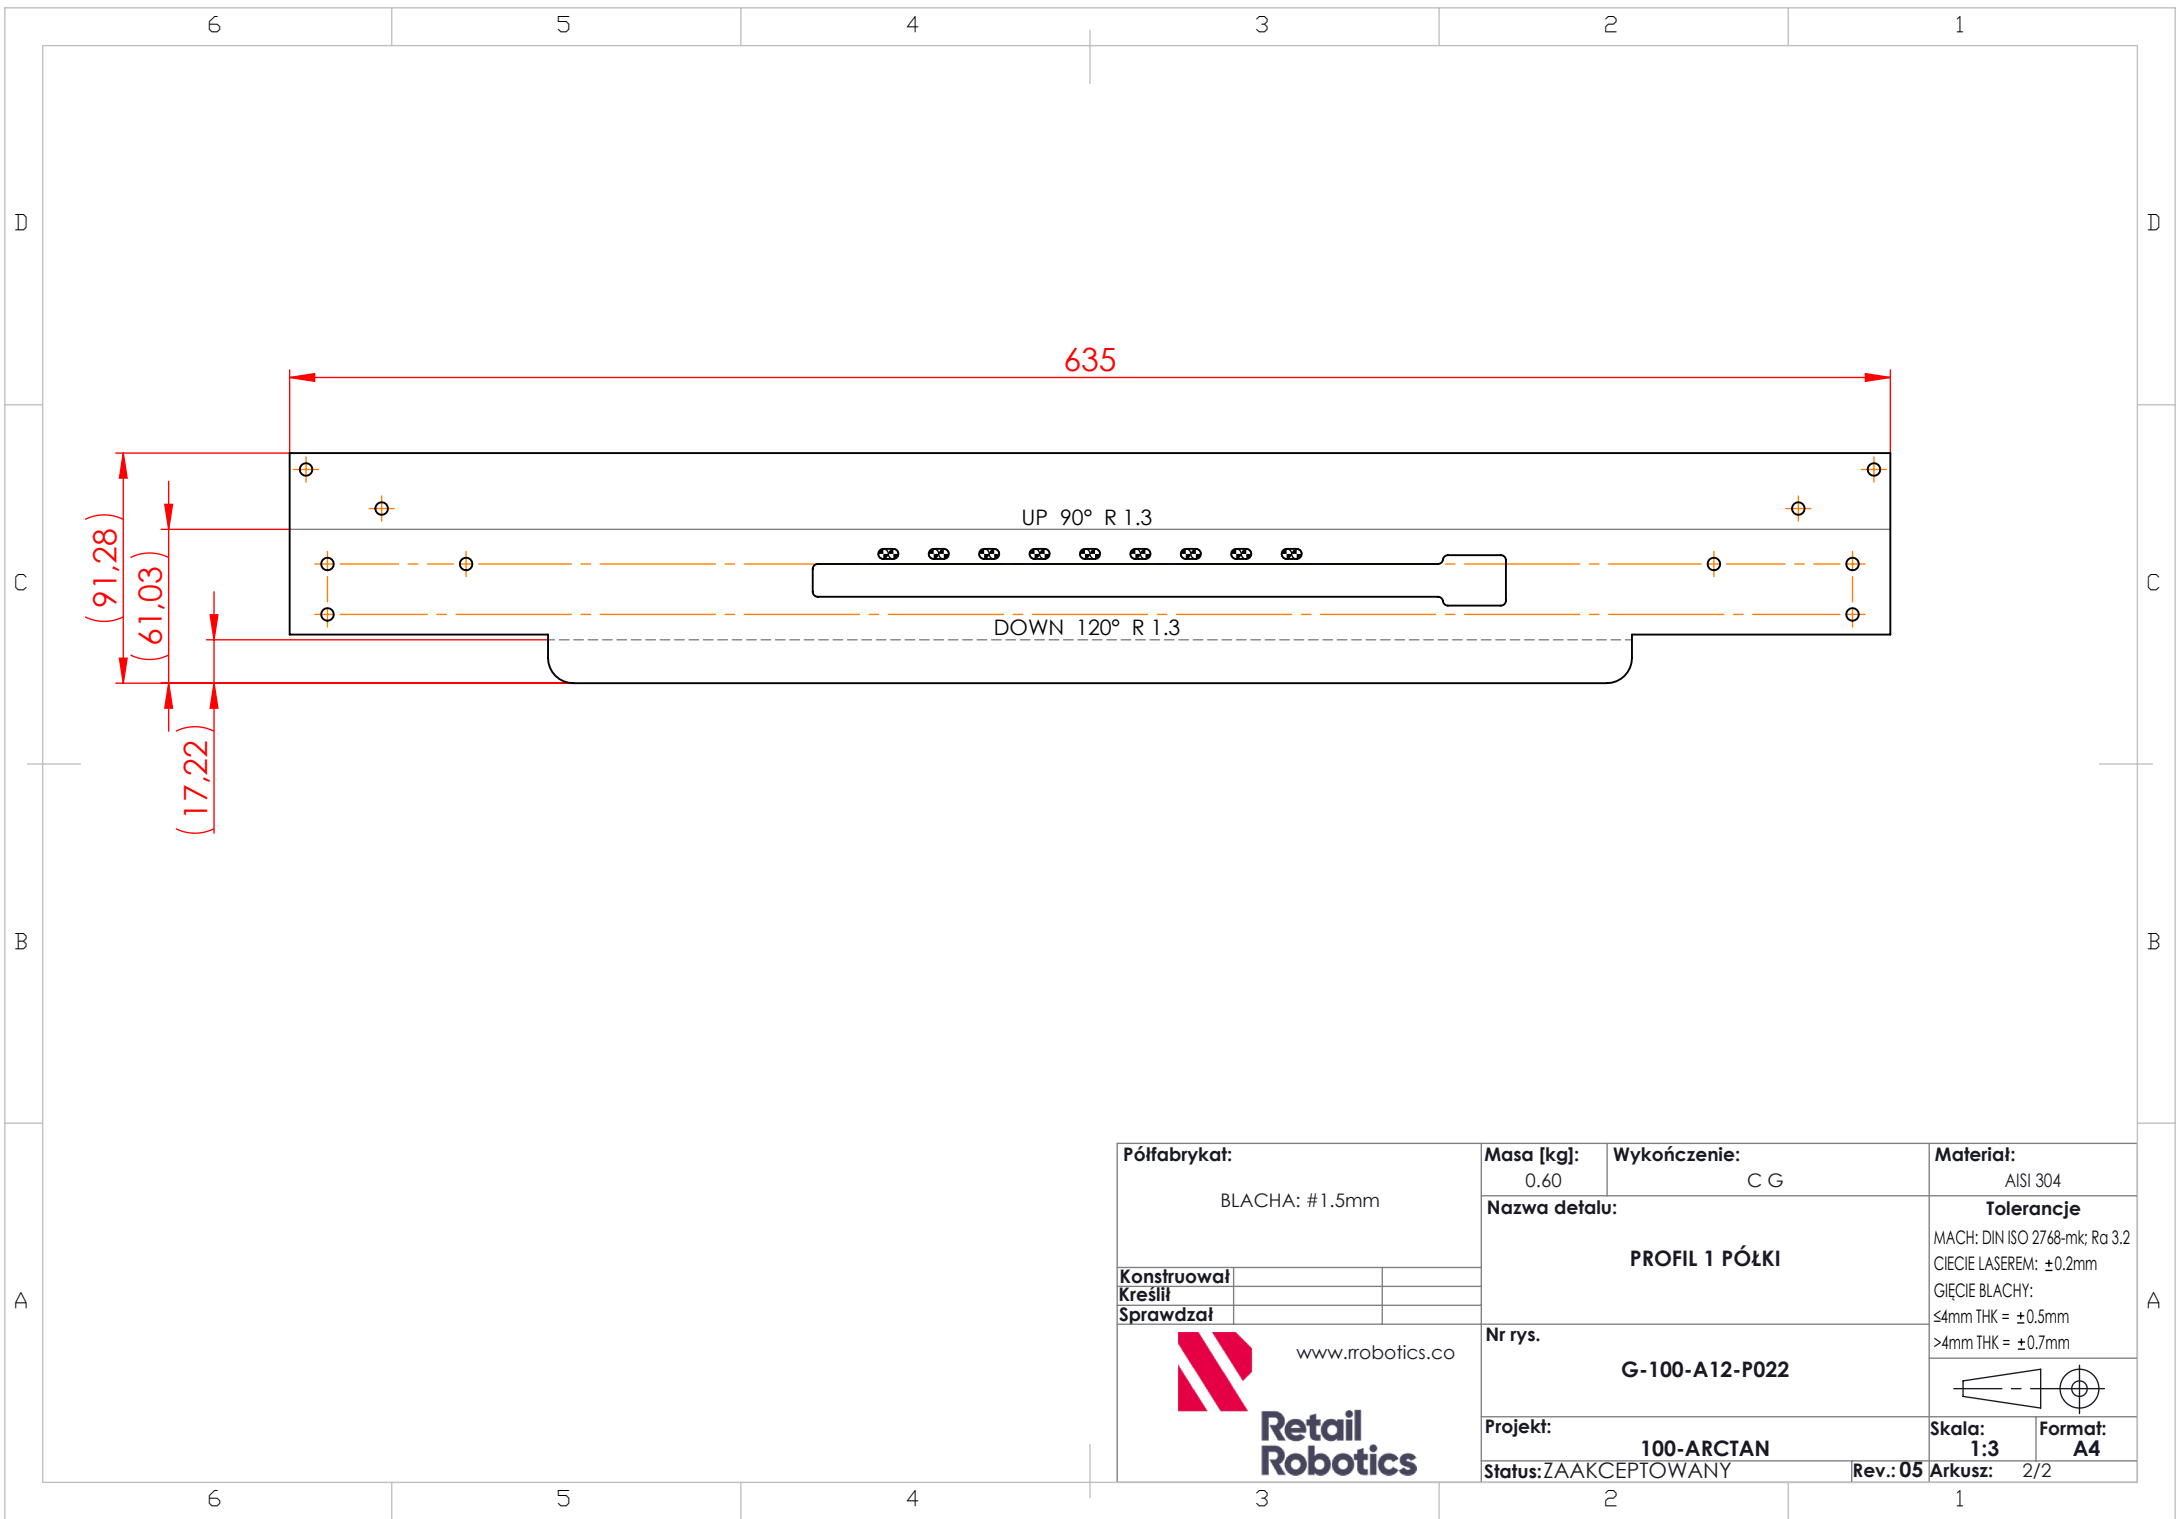 6 5 4 3 2 1
D D
635
UP 90° R 1.3
(91,28)
(61,03)
C C
DOWN 120° R 1.3
(17,22)
B B
Półfabrykat:
BLACHA: #1.5mm
Masa [kg]:
0.60
Wykończenie:
C G
Materiał:
AISI 304
Nazwa detalu:
PROFIL 1 PÓŁKI
Tolerancje
MACH: DIN ISO 2768-mk; Ra 3.2
CIECIE LASEREM: ±0.2mm
GIĘCIE BLACHY:
≤4mm THK = ±0.5mm
>4mm THK = ±0.7mm
Konstruował
Kreślił
Sprawdzał
A A
www.rrobotics.co
Retail
Robotics
Nr rys.
G-100-A12-P022
Projekt:
100-ARCTAN
Skala:
1:3
Format:
A4
Status: ZAAKCEPTOWANY
Rev.: 05
Arkusz: 2/2
6 5 4 3 2 1